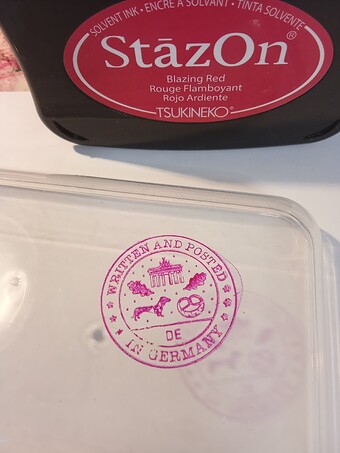 SOLVENT INK • ENCRE À SOLVANT • TINTA SOLVENTE
StāzOn®
Blazing Red
Rouge Flamboyant
Rojo Ardiente
TSUKINEKO®
WRITTEN AND POSTED
DE
IN GERMANY